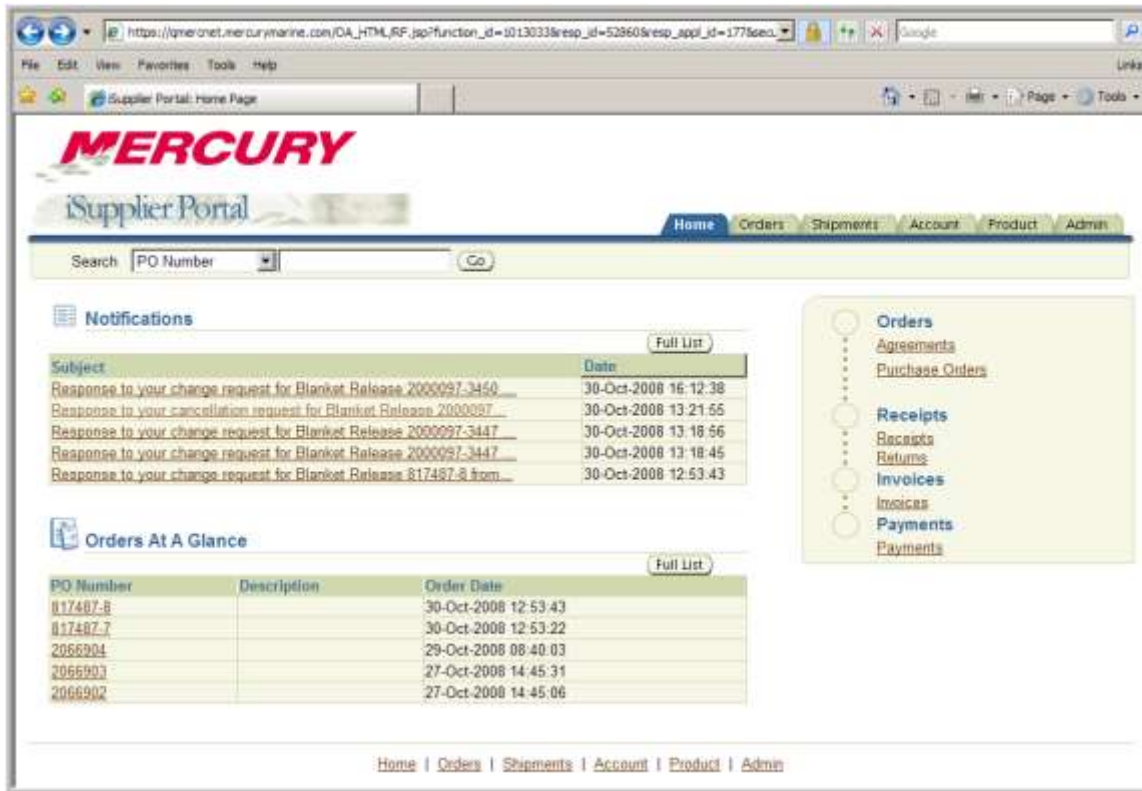 https://qmercnet.mercurymarine.com/OA_HTML/RF.jsp?function_id=1013033&resp_id=52860&resp_appl_id=177&secu
Google
File Edit View Favorites Tools Help
Links
iSupplier Portal: Home Page
Page Tools
MERCURY
iSupplier Portal
Home Orders Shipments Account Product Admin
Search PO Number Go
Notifications
Full List
Subject Date
Response to your change request for Blanket Release 2000097-3450 ... 30-Oct-2008 16:12:38
Response to your cancellation request for Blanket Release 2000097... 30-Oct-2008 13:21:55
Response to your change request for Blanket Release 2000097-3447 ... 30-Oct-2008 13:18:56
Response to your change request for Blanket Release 2000097-3447 ... 30-Oct-2008 13:18:45
Response to your change request for Blanket Release 817487-8 from... 30-Oct-2008 12:53:43
Orders At A Glance
Full List
PO Number Description Order Date
817487-8 30-Oct-2008 12:53:43
817487-7 30-Oct-2008 12:53:22
2066904 29-Oct-2008 08:40:03
2066903 27-Oct-2008 14:45:31
2066902 27-Oct-2008 14:45:06
Orders
Agreements
Purchase Orders
Receipts
Receipts
Returns
Invoices
Invoices
Payments
Payments
Home | Orders | Shipments | Account | Product | Admin